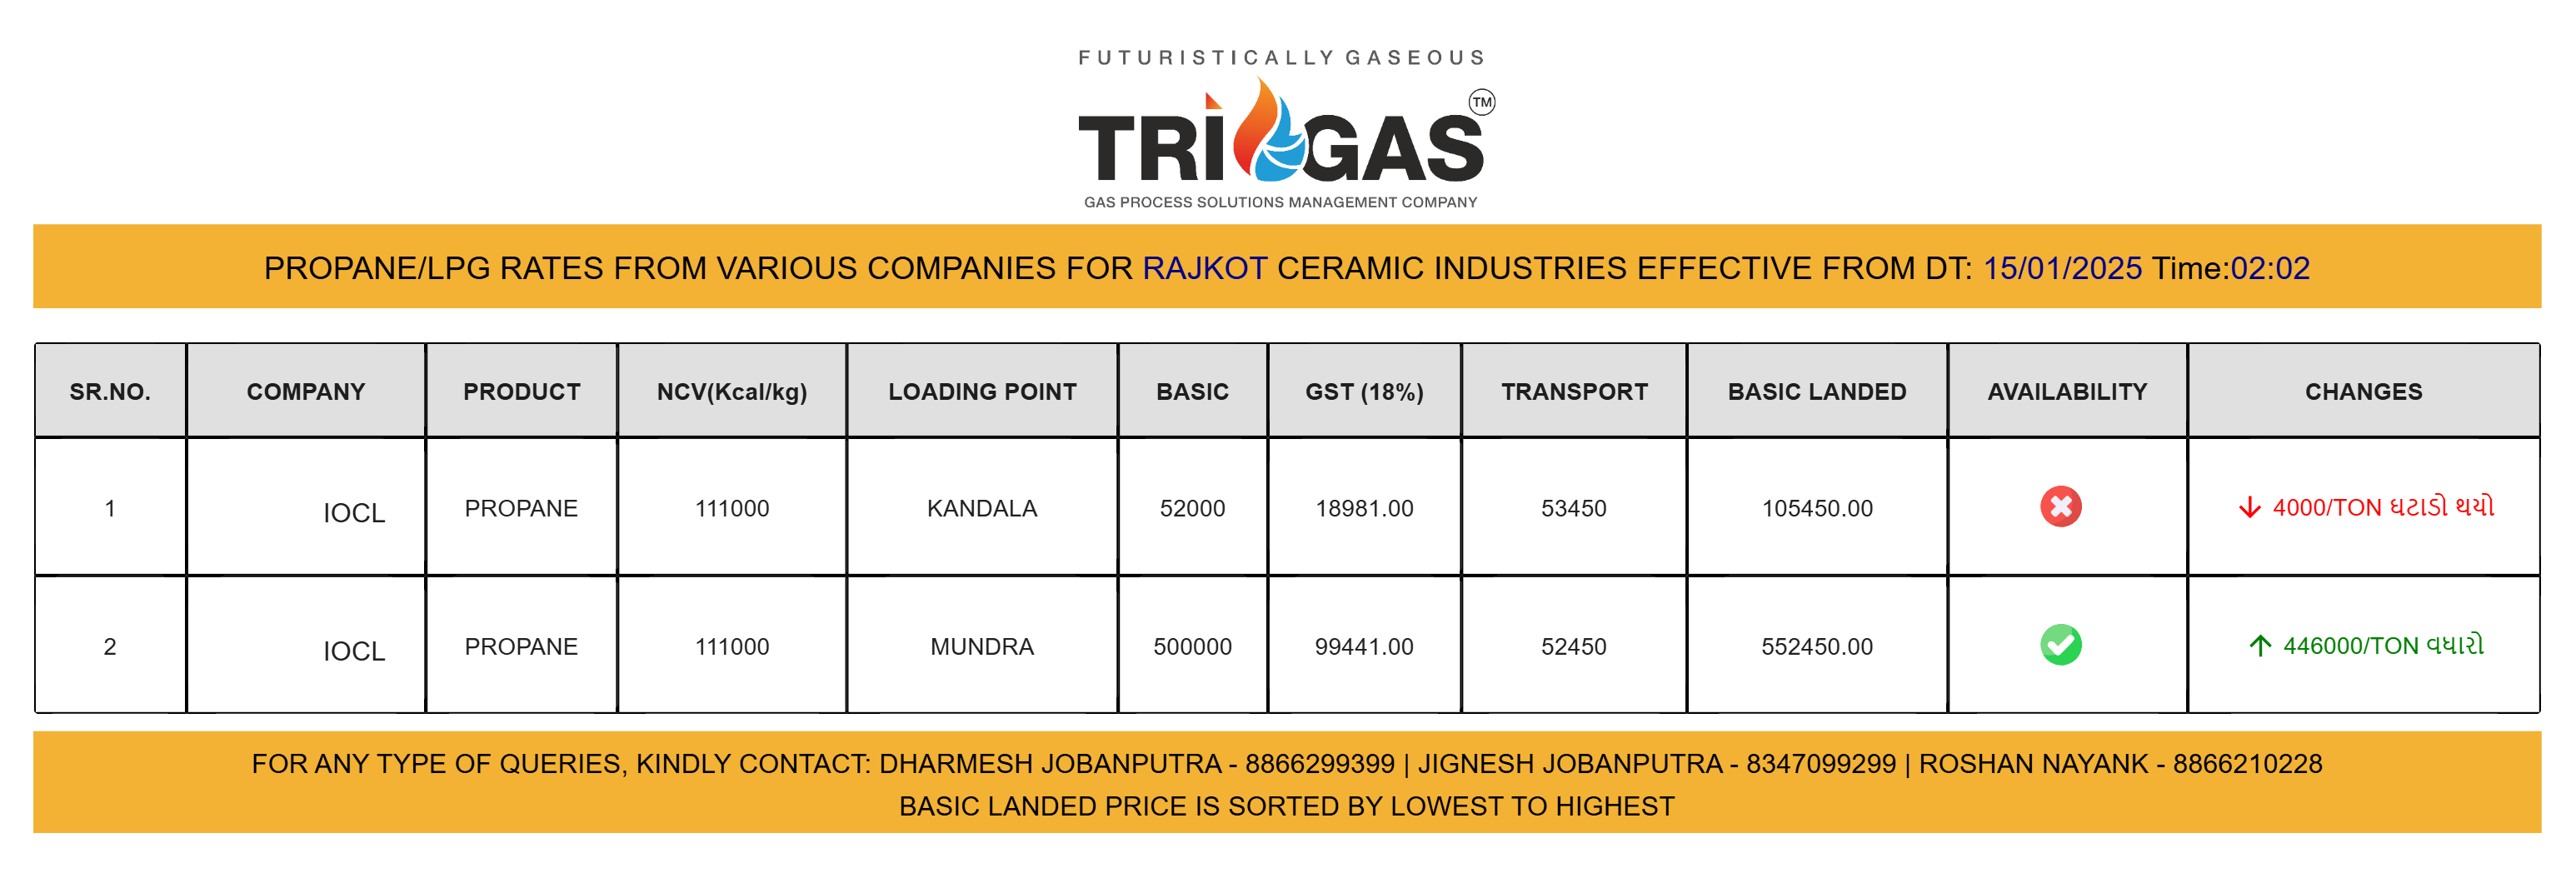 FUTURISTICALLY GASEOUS
TRIGAS TM
GAS PROCESS SOLUTIONS MANAGEMENT COMPANY
PROPANE/LPG RATES FROM VARIOUS COMPANIES FOR RAJKOT CERAMIC INDUSTRIES EFFECTIVE FROM DT: 15/01/2025 Time:02:02
SR.NO. COMPANY PRODUCT NCV(Kcal/kg) LOADING POINT BASIC GST (18%) TRANSPORT BASIC LANDED AVAILABILITY CHANGES
1 IOCL PROPANE 111000 KANDALA 52000 18981.00 53450 105450.00 ↓ 4000/TON ઘટાડો થયો
2 IOCL PROPANE 111000 MUNDRA 500000 99441.00 52450 552450.00 ↑ 446000/TON વધારો
FOR ANY TYPE OF QUERIES, KINDLY CONTACT: DHARMESH JOBANPUTRA - 8866299399 | JIGNESH JOBANPUTRA - 8347099299 | ROSHAN NAYANK - 8866210228
BASIC LANDED PRICE IS SORTED BY LOWEST TO HIGHEST